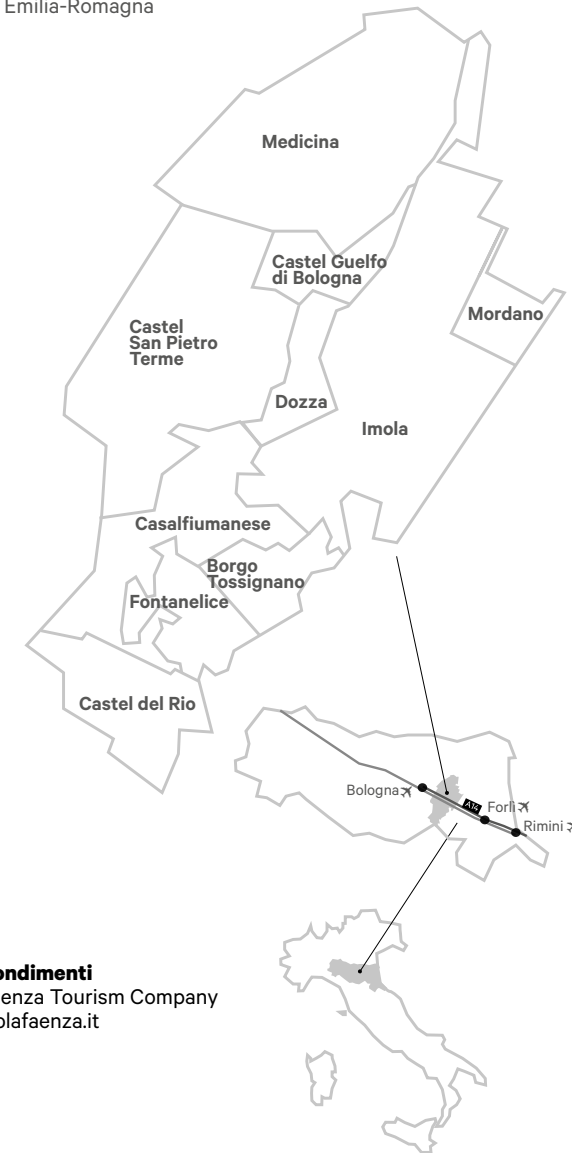 Emilia-Romagna
Medicina
Castel Guelfo
di Bologna
Castel
San Pietro
Terme
Mordano
Dozza
Imola
Casalfiumanese
Borgo
Tossignano
Fontanelice
Castel del Rio
Bologna
A14
Forlì
Rimini
ondimenti
enza Tourism Company
olafaenza.it